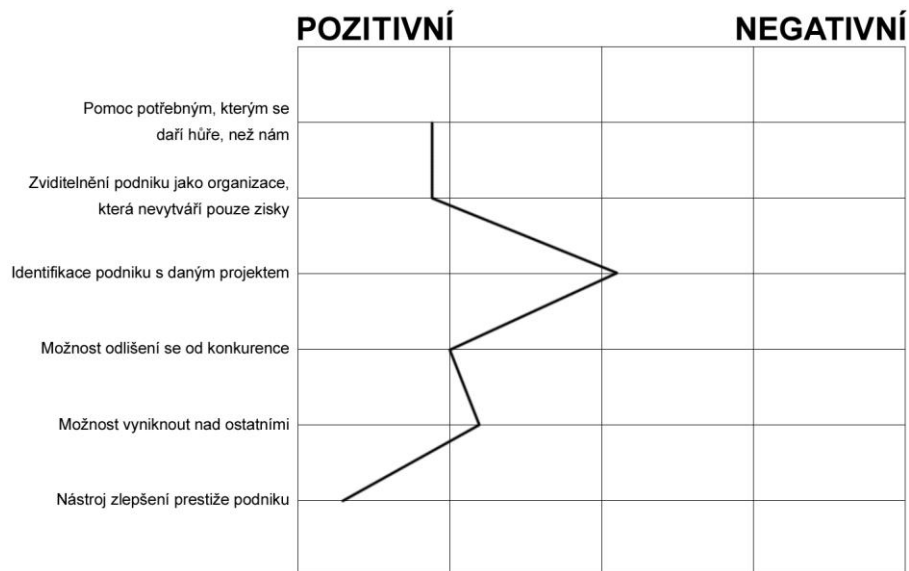 POZITIVNÍ NEGATIVNÍ
Pomoc potřebným, kterým se
daří hůře, než nám
Zviditelnění podniku jako organizace,
která nevytváří pouze zisky
Identifikace podniku s daným projektem
Možnost odlišení se od konkurence
Možnost vyniknout nad ostatními
Nástroj zlepšení prestiže podniku